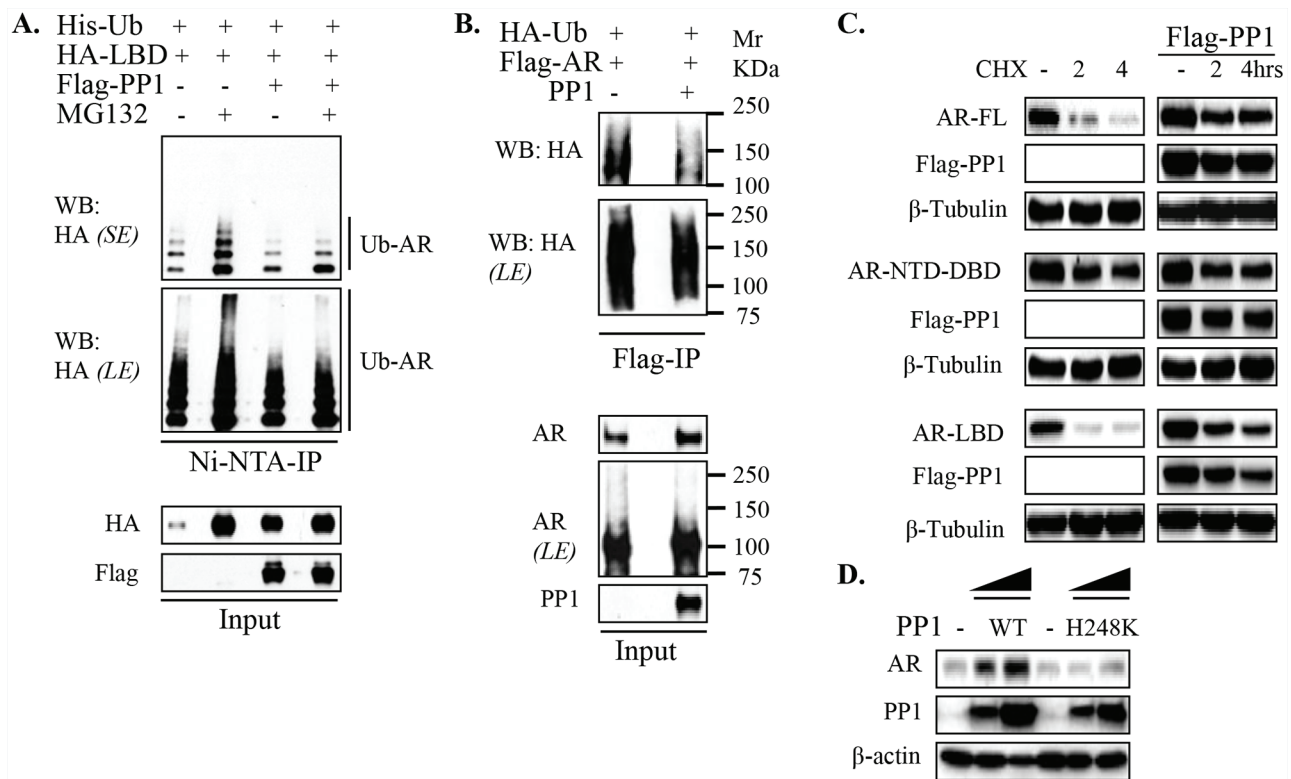 A.
His-Ub + + + +
HA-LBD + + + +
Flag-PP1 - - + +
MG132 - + - +
WB:
HA (SE)
Ub-AR
WB:
HA (LE)
Ub-AR
Ni-NTA-IP
HA
Flag
Input
B.
HA-Ub + +
Flag-AR + +
PP1 - +
Mr
KDa
WB: HA
250
150
100
WB: HA
(LE)
250
150
100
75
Flag-IP
AR
AR
(LE)
250
150
100
75
PP1
Input
C.
Flag-PP1
CHX - 2 4 - 2 4hrs
AR-FL
Flag-PP1
β-Tubulin
AR-NTD-DBD
Flag-PP1
β-Tubulin
AR-LBD
Flag-PP1
β-Tubulin
D.
PP1 - WT - H248K
AR
PP1
β-actin